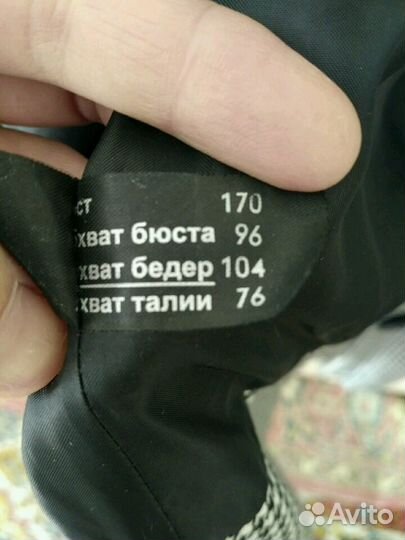 ст 170
хват бюста 96
хват бедер 104
хват талии 76
Avito